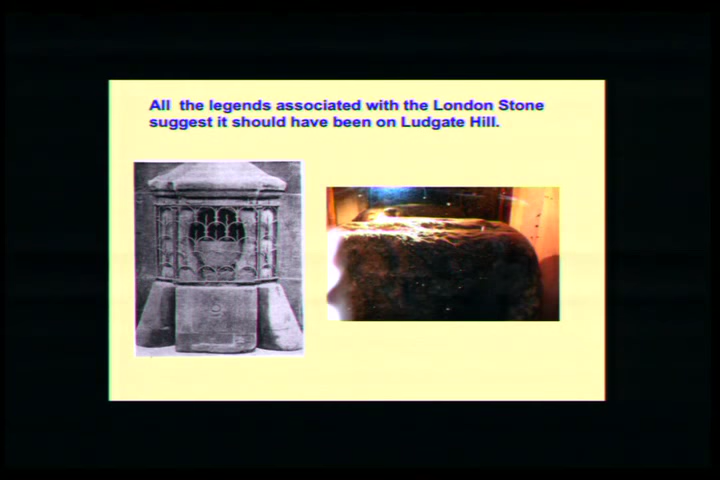 All the legends associated with the London Stone
suggest it should have been on Ludgate Hill.